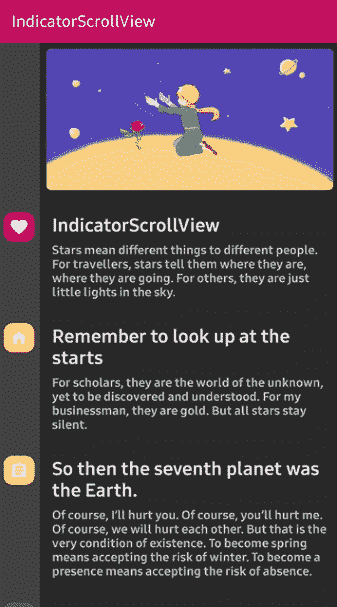 IndicatorScrollView
IndicatorScrollView
Stars mean different things to different people.
For travellers, stars tell them where they are,
where they are going. For others, they are just
little lights in the sky.
Remember to look up at the
starts
For scholars, they are the world of the unknown,
yet to be discovered and understood. For my
businessman, they are gold. But all stars stay
silent.
So then the seventh planet was
the Earth.
Of course, I'll hurt you. Of course, you'll hurt me.
Of course, we will hurt each other. But that is the
very condition of existence. To become spring
means accepting the risk of winter. To become a
presence means accepting the risk of absence.